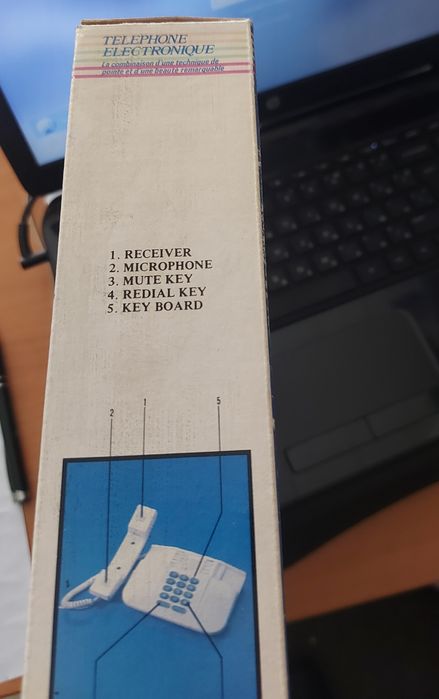 TELEPHONE
ELECTRONIQUE
La combinaison d'une technique de
pointe et d'une beaute remarquable
1. RECEIVER
2. MICROPHONE
3. MUTE KEY
4. REDIAL KEY
5. KEY BOARD
2 1 5